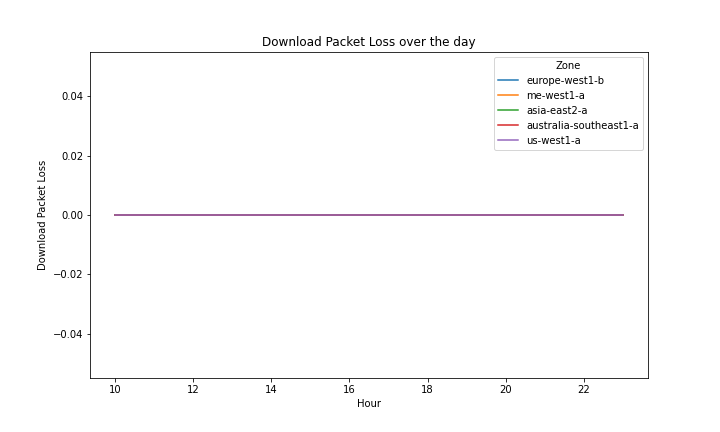 Download Packet Loss over the day
Zone
europe-west1-b
me-west1-a
asia-east2-a
australia-southeast1-a
us-west1-a
0.04
0.02
0.00
−0.02
−0.04
Download Packet Loss
10 12 14 16 18 20 22
Hour